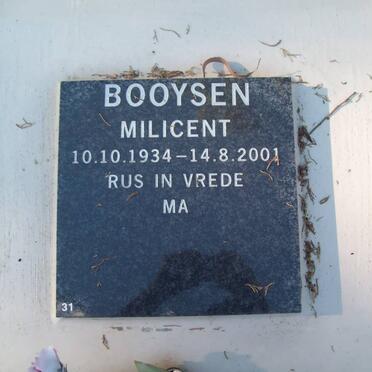 BOOYSEN
MILICENT
10.10.1934 – 14.8.2001
RUS IN VREDE
MA
31